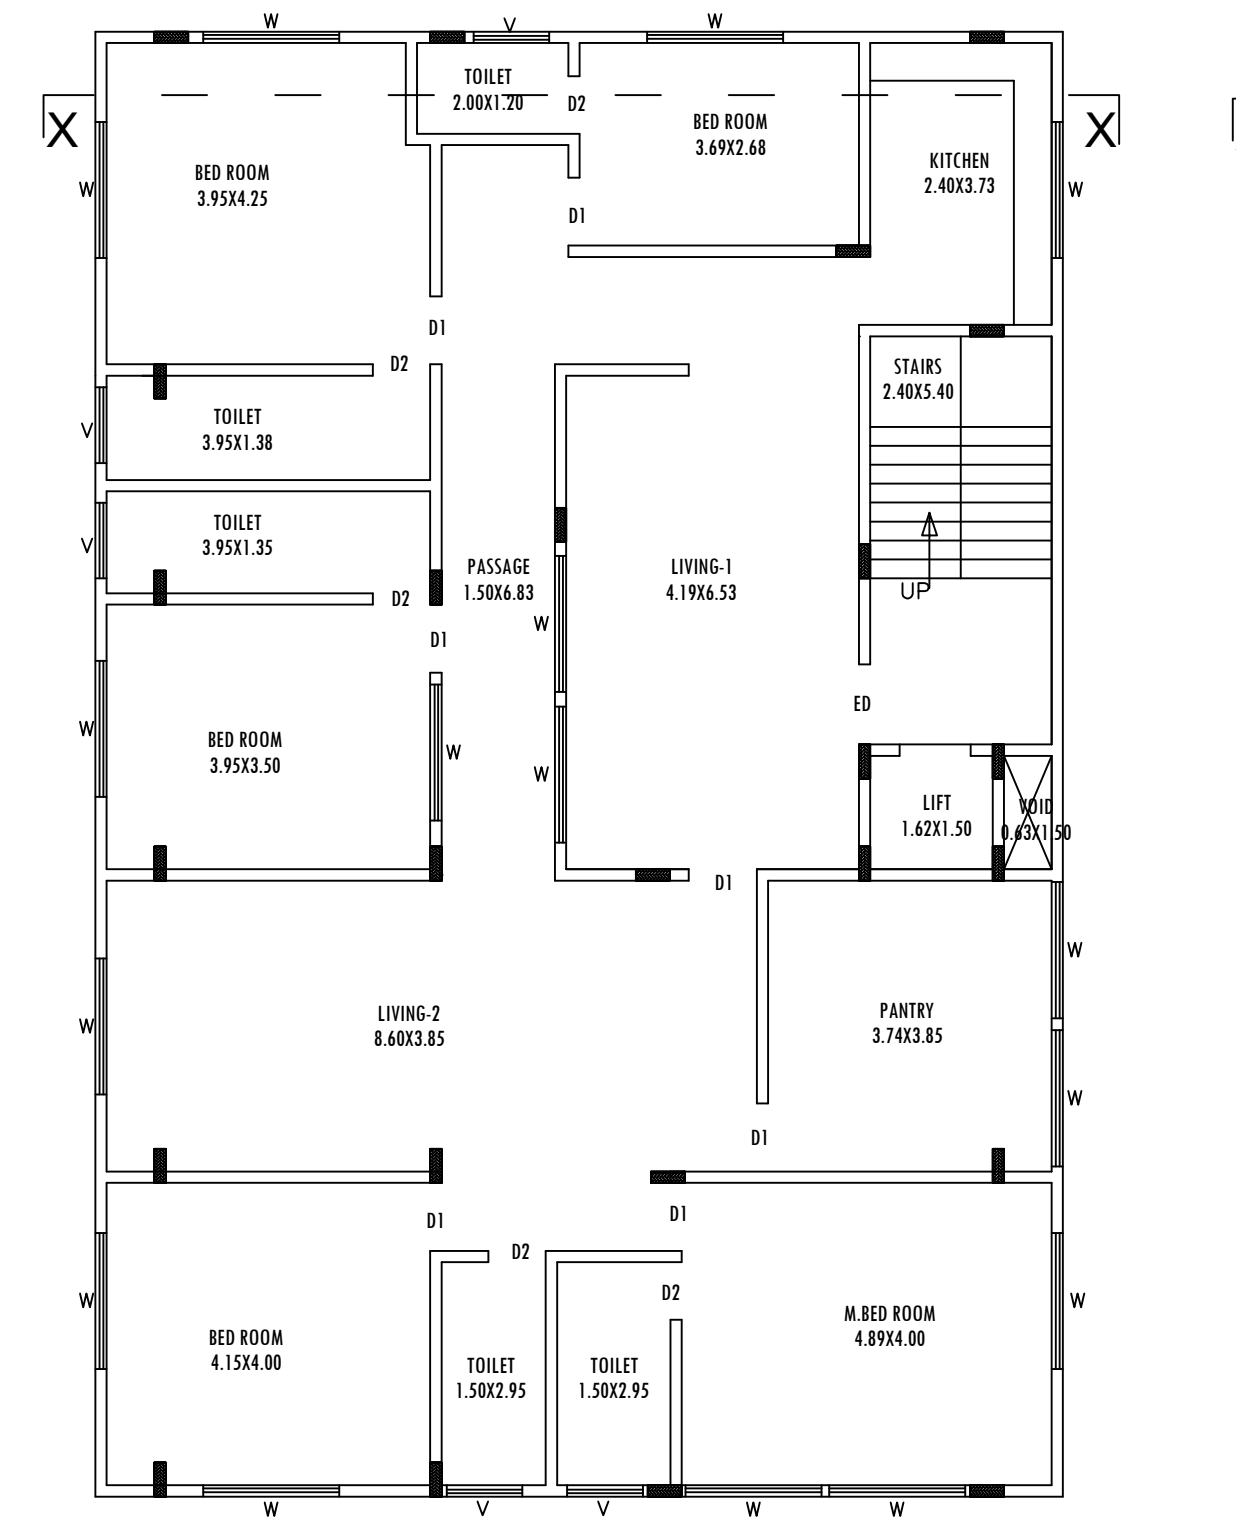 W
V
W
TOILET
2.00X1.20
D2
BED ROOM
3.69X2.68
X
X
BED ROOM
3.95X4.25
KITCHEN
2.40X3.73
W
W
D1
D1
D2
STAIRS
2.40X5.40
TOILET
3.95X1.38
V
TOILET
3.95X1.35
V
PASSAGE
1.50X6.83
LIVING-1
4.19X6.53
UP
D2
W
D1
ED
W
BED ROOM
3.95X3.50
W
W
LIFT
1.62X1.50
VOID
0.63X1.50
D1
W
LIVING-2
8.60X3.85
PANTRY
3.74X3.85
W
W
D1
D1
D1
D2
D2
W
W
M.BED ROOM
4.89X4.00
BED ROOM
4.15X4.00
TOILET
1.50X2.95
TOILET
1.50X2.95
W
V
V
W
W